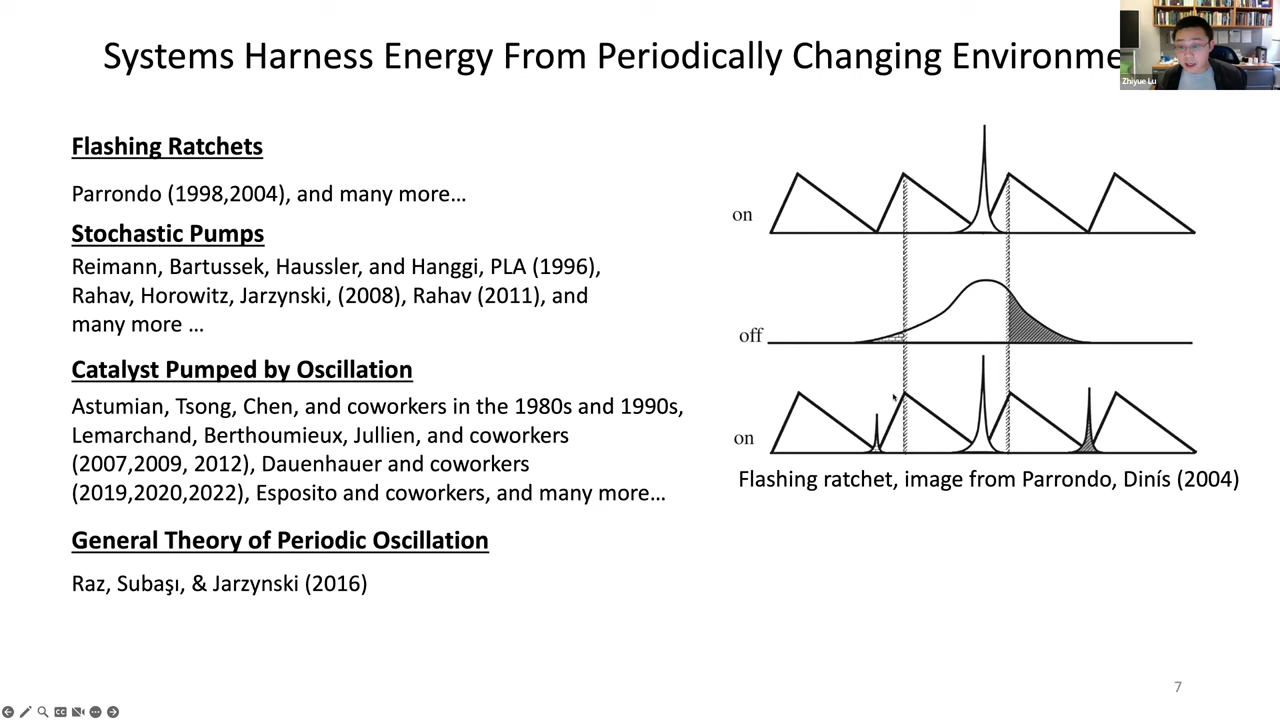 Systems Harness Energy From Periodically Changing Environme
Zhiyue Lu
Flashing Ratchets
Parrondo (1998,2004), and many more…
Stochastic Pumps
Reimann, Bartussek, Haussler, and Hanggi, PLA (1996),
Rahav, Horowitz, Jarzynski, (2008), Rahav (2011), and
many more …
Catalyst Pumped by Oscillation
Astumian, Tsong, Chen, and coworkers in the 1980s and 1990s,
Lemarchand, Berthoumieux, Jullien, and coworkers
(2007,2009, 2012), Dauenhauer and coworkers
(2019,2020,2022), Esposito and coworkers, and many more…
General Theory of Periodic Oscillation
Raz, Subaşı, & Jarzynski (2016)
on
off
on
Flashing ratchet, image from Parrondo, Dinís (2004)
7
CC